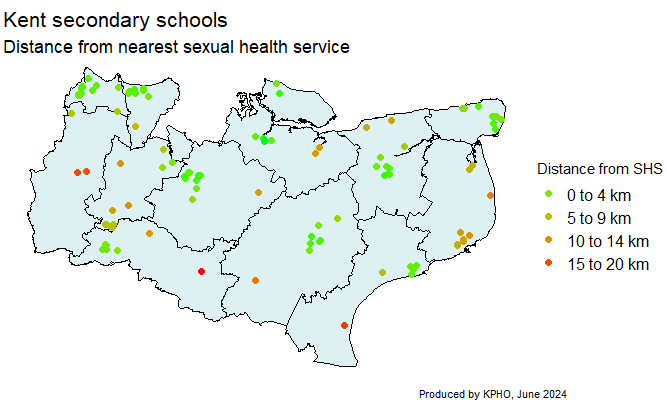 Kent secondary schools
Distance from nearest sexual health service
Distance from SHS
0 to 4 km
5 to 9 km
10 to 14 km
15 to 20 km
Produced by KPHO, June 2024